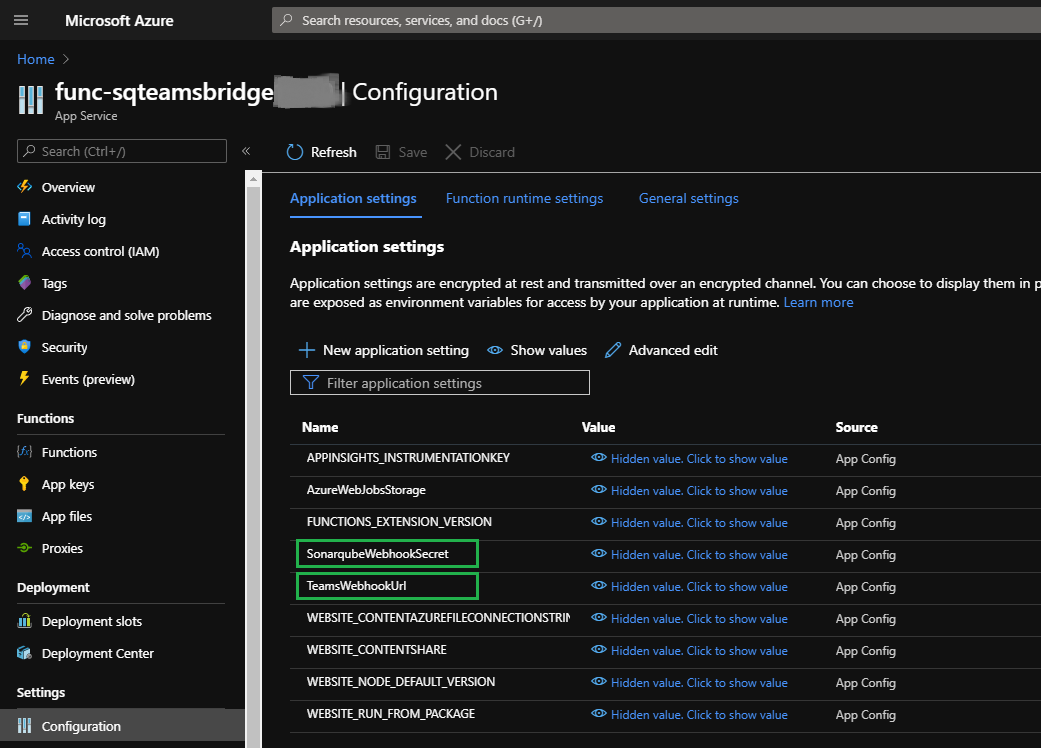 Microsoft Azure
Search resources, services, and docs (G+/)
Home
func-sqteamsbridge | Configuration
App Service
Search (Ctrl+/)
«
Refresh
Save
Discard
Overview
Activity log
Access control (IAM)
Tags
Diagnose and solve problems
Security
Events (preview)
Functions
Functions
App keys
App files
Proxies
Deployment
Deployment slots
Deployment Center
Settings
Configuration
Application settings
Function runtime settings
General settings
Application settings
Application settings are encrypted at rest and transmitted over an encrypted channel. You can choose to display them in p
are exposed as environment variables for access by your application at runtime. Learn more
New application setting
Show values
Advanced edit
Filter application settings
Name Value Source
APPINSIGHTS_INSTRUMENTATIONKEY Hidden value. Click to show value App Config
AzureWebJobsStorage Hidden value. Click to show value App Config
FUNCTIONS_EXTENSION_VERSION Hidden value. Click to show value App Config
SonarqubeWebhookSecret Hidden value. Click to show value App Config
TeamsWebhookUrl Hidden value. Click to show value App Config
WEBSITE_CONTENTAZUREFILECONNECTIONSTRIN Hidden value. Click to show value App Config
WEBSITE_CONTENTSHARE Hidden value. Click to show value App Config
WEBSITE_NODE_DEFAULT_VERSION Hidden value. Click to show value App Config
WEBSITE_RUN_FROM_PACKAGE Hidden value. Click to show value App Config